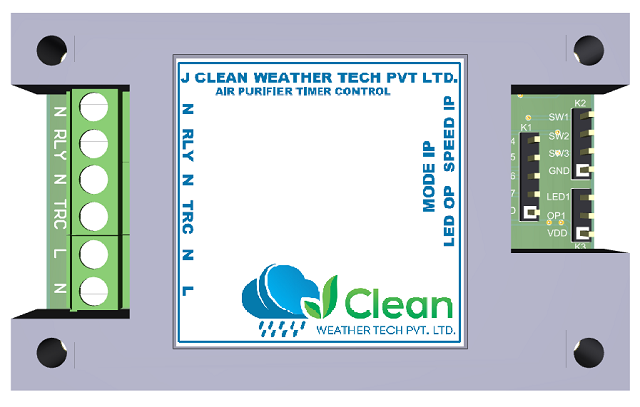 J CLEAN WEATHER TECH PVT LTD.
AIR PURIFIER TIMER CONTROL
N RLY N TRC L N
N RLY N TRC N L
MODE IP
LED OP SPEED IP
Clean
WEATHER TECH PVT. LTD.
K1
4
5
6
7
D
K2
SW1
SW2
SW3
GND
LED1
OP1
VDD
K3